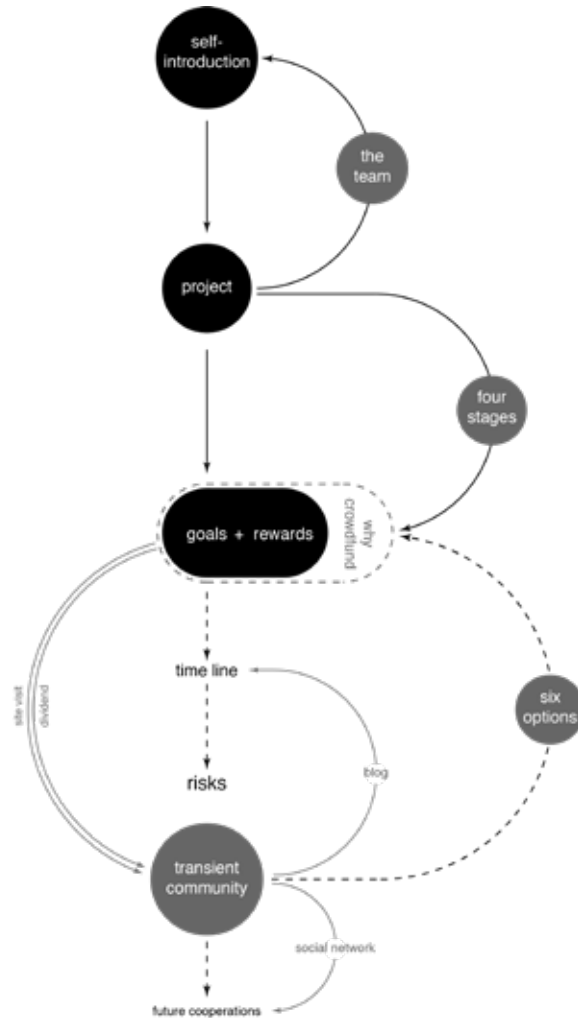 self-
introduction
the
team
project
four
stages
goals + rewards
why
crowdfund
time line
site visit
dividend
six
options
blog
risks
transient
community
social network
future cooperations